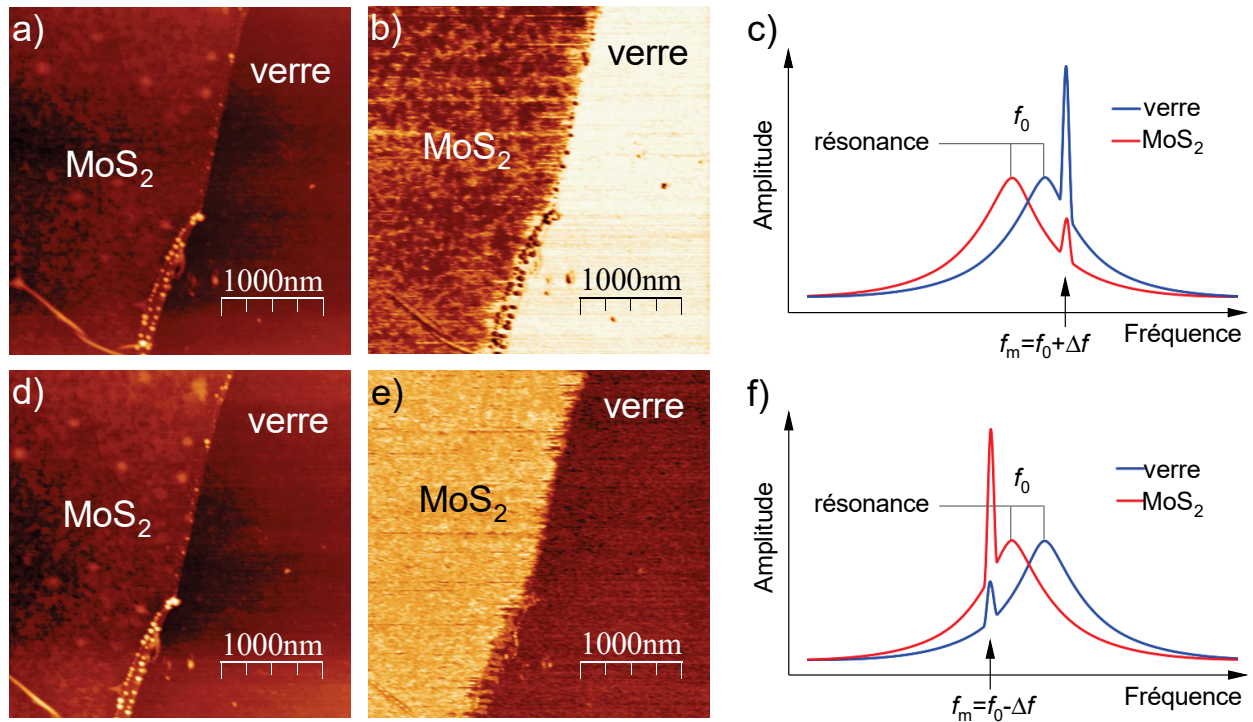 a)
verre
MoS₂
1000nm
b)
verre
MoS₂
1000nm
c)
Amplitude
résonance
f₀
verre
MoS₂
Fréquence
fₘ=f₀+Δf
d)
verre
MoS₂
1000nm
e)
verre
MoS₂
1000nm
f)
Amplitude
résonance
f₀
verre
MoS₂
Fréquence
fₘ=f₀-Δf